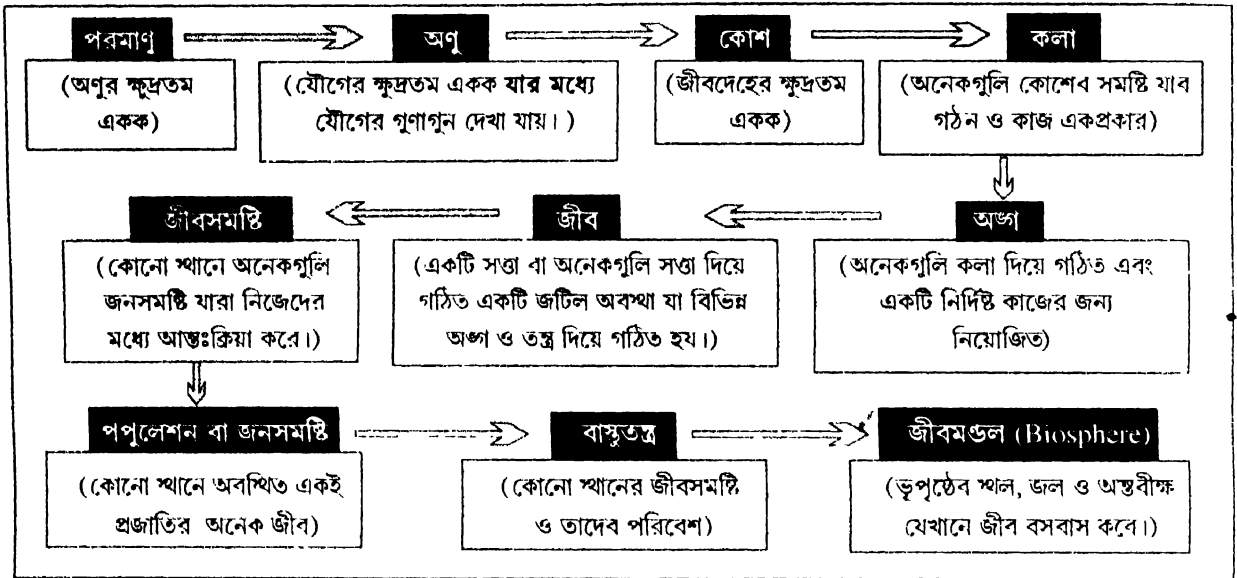 পরমাণু
(অণুর ক্ষুদ্রতম
একক)
অণু
(যৌগের ক্ষুদ্রতম একক যার মধ্যে
যৌগের গুণাগুন দেখা যায়।)
কোশ
(জীবদেহের ক্ষুদ্রতম
একক)
কলা
(অনেকগুলি কোশেব সমষ্টি যাব
গঠন ও কাজ একপ্রকার)
অঙ্গ
(অনেকগুলি কলা দিয়ে গঠিত এবং
একটি নির্দিষ্ট কাজের জন্য
নিয়োজিত)
জীব
(একটি সত্তা বা অনেকগুলি সত্তা দিয়ে
গঠিত একটি জটিল অবস্থা যা বিভিন্ন
অঙ্গ ও তন্ত্র দিয়ে গঠিত হয।)
জীবসমষ্টি
(কোনো স্থানে অনেকগুলি
জনসমষ্টি যারা নিজেদের
মধ্যে আন্তঃক্রিয়া করে।)
পপুলেশন বা জনসমষ্টি
(কোনো স্থানে অবস্থিত একই
প্রজাতির অনেক জীব)
বাস্তুতন্ত্র
(কোনো স্থানের জীবসমষ্টি
ও তাদেব পরিবেশ)
জীবমণ্ডল (Biosphere)
(ভূপৃষ্ঠেব স্থল, জল ও অন্তবীক্ষ
যেখানে জীব বসবাস কবে।)